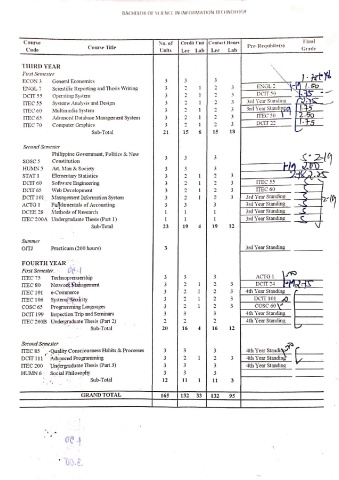 BACHELOR OF SCIENCE IN INFORMATION TECHNOLOGY
Course Code Course Title No. of Units Credit Unit Lec Lab Contact Hours Lec Lab Pre-Requisite(s) Final Grade
THIRD YEAR
First Semester
ECON 3 General Economics 3 3 3
ENGL 7 Scientific Reporting and Thesis Writing 3 2 1 2 3 ENGL 2 1.50
DCIT 55 Operating System 3 2 1 2 3 DCIT 50
ITEC 55 Systems Analysis and Design 3 2 1 2 3 3rd Year Standing 2.75
ITEC 60 Multimedia System 3 2 1 2 3 3rd Year Standing 1.75
ITEC 65 Advanced Database Management System 3 2 1 2 3 ITEC 50 2.50
ITEC 70 Computer Graphics 3 2 1 2 3 DCIT 22 1.75
Sub-Total 21 15 6 15 18
Second Semester
Philippine Government, Politics & New
SOSC 5 Constitution 3 3 3
HUMN 3 Art, Man & Society 3 3 3 2.00
STAT 1 Elementary Statistics 3 2 1 2 3 2.25
DCIT 60 Software Engineering 3 2 1 2 3 ITEC 55
DCIT 65 Web Development 3 2 1 2 3 ITEC 60
DCIT 101 Management Information System 3 2 1 2 3 3rd Year Standing
ACTG 1 Fundamentals of Accounting 3 3 3 3rd Year Standing
DCEE 28 Methods of Research 1 1 1 3rd Year Standing
ITEC 200A Undergraduate Thesis (Part 1) 1 1 1 3rd Year Standing
Sub-Total 23 19 4 19 12
Summer
OJT Practicum (200 hours) 3 3rd Year Standing
FOURTH YEAR
First Semester
ITEC 75 Technopreneurship 3 3 3 ACTG 1
ITEC 80 Network Management 3 2 1 2 3 DCIT 24 2.75
ITEC 101 e-Commerce 3 2 1 2 3 4th Year Standing
ITEC 106 System Security 3 2 1 2 3 DCIT 101
COSC 65 Programming Languages 3 2 1 2 3 COSC 60
DCIT 199 Inspection Trip and Seminars 3 3 3 4th Year Standing
ITEC 200B Undergraduate Thesis (Part 2) 2 2 2 4th Year Standing
Sub-Total 20 16 4 16 12
Second Semester
ITEC 85 Quality Consciousness Habits & Processes 3 3 3 4th Year Standing
DCIT 111 Advanced Programming 3 2 1 2 3 4th Year Standing
ITEC 200 Undergraduate Thesis (Part 3) 3 3 3 4th Year Standing
HUMN 6 Social Philosophy 3 3 3
Sub-Total 12 11 1 11 3
GRAND TOTAL 165 132 33 132 95